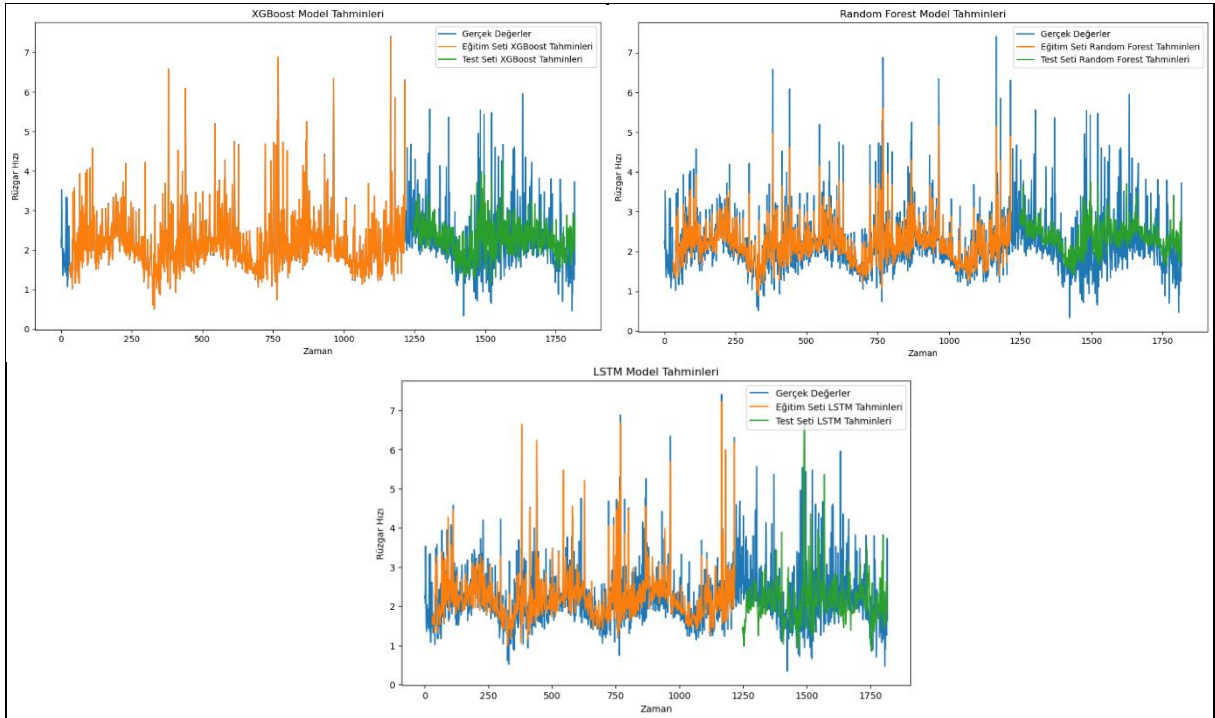 XGBoost Model Tahminleri
Gerçek Değerler
Eğitim Seti XGBoost Tahminleri
Test Seti XGBoost Tahminleri
Rüzgar Hızı
7
6
5
4
3
2
1
0
0 250 500 750 1000 1250 1500 1750
Zaman
Random Forest Model Tahminleri
Gerçek Değerler
Eğitim Seti Random Forest Tahminleri
Test Seti Random Forest Tahminleri
Rüzgar Hızı
7
6
5
4
3
2
1
0
0 250 500 750 1000 1250 1500 1750
Zaman
LSTM Model Tahminleri
Gerçek Değerler
Eğitim Seti LSTM Tahminleri
Test Seti LSTM Tahminleri
Rüzgar Hızı
7
6
5
4
3
2
1
0
0 250 500 750 1000 1250 1500 1750
Zaman